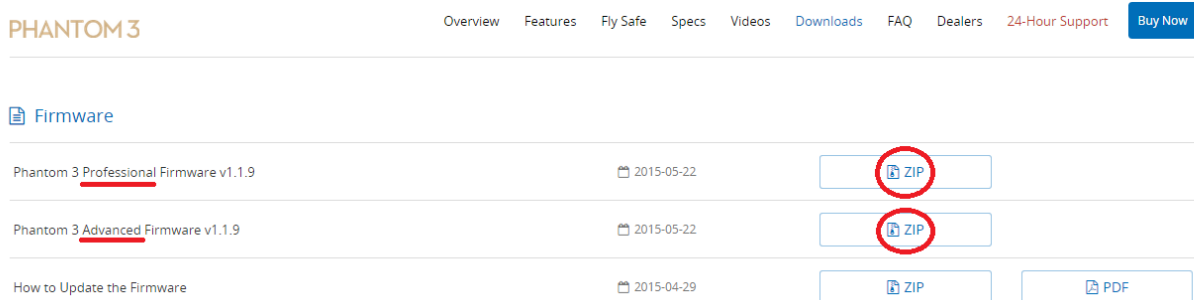 PHANTOM 3 Overview Features Fly Safe Specs Videos Downloads FAQ Dealers 24-Hour Support Buy Now
Firmware
Phantom 3 Professional Firmware v1.1.9 2015-05-22 ZIP
Phantom 3 Advanced Firmware v1.1.9 2015-05-22 ZIP
How to Update the Firmware 2015-04-29 ZIP PDF